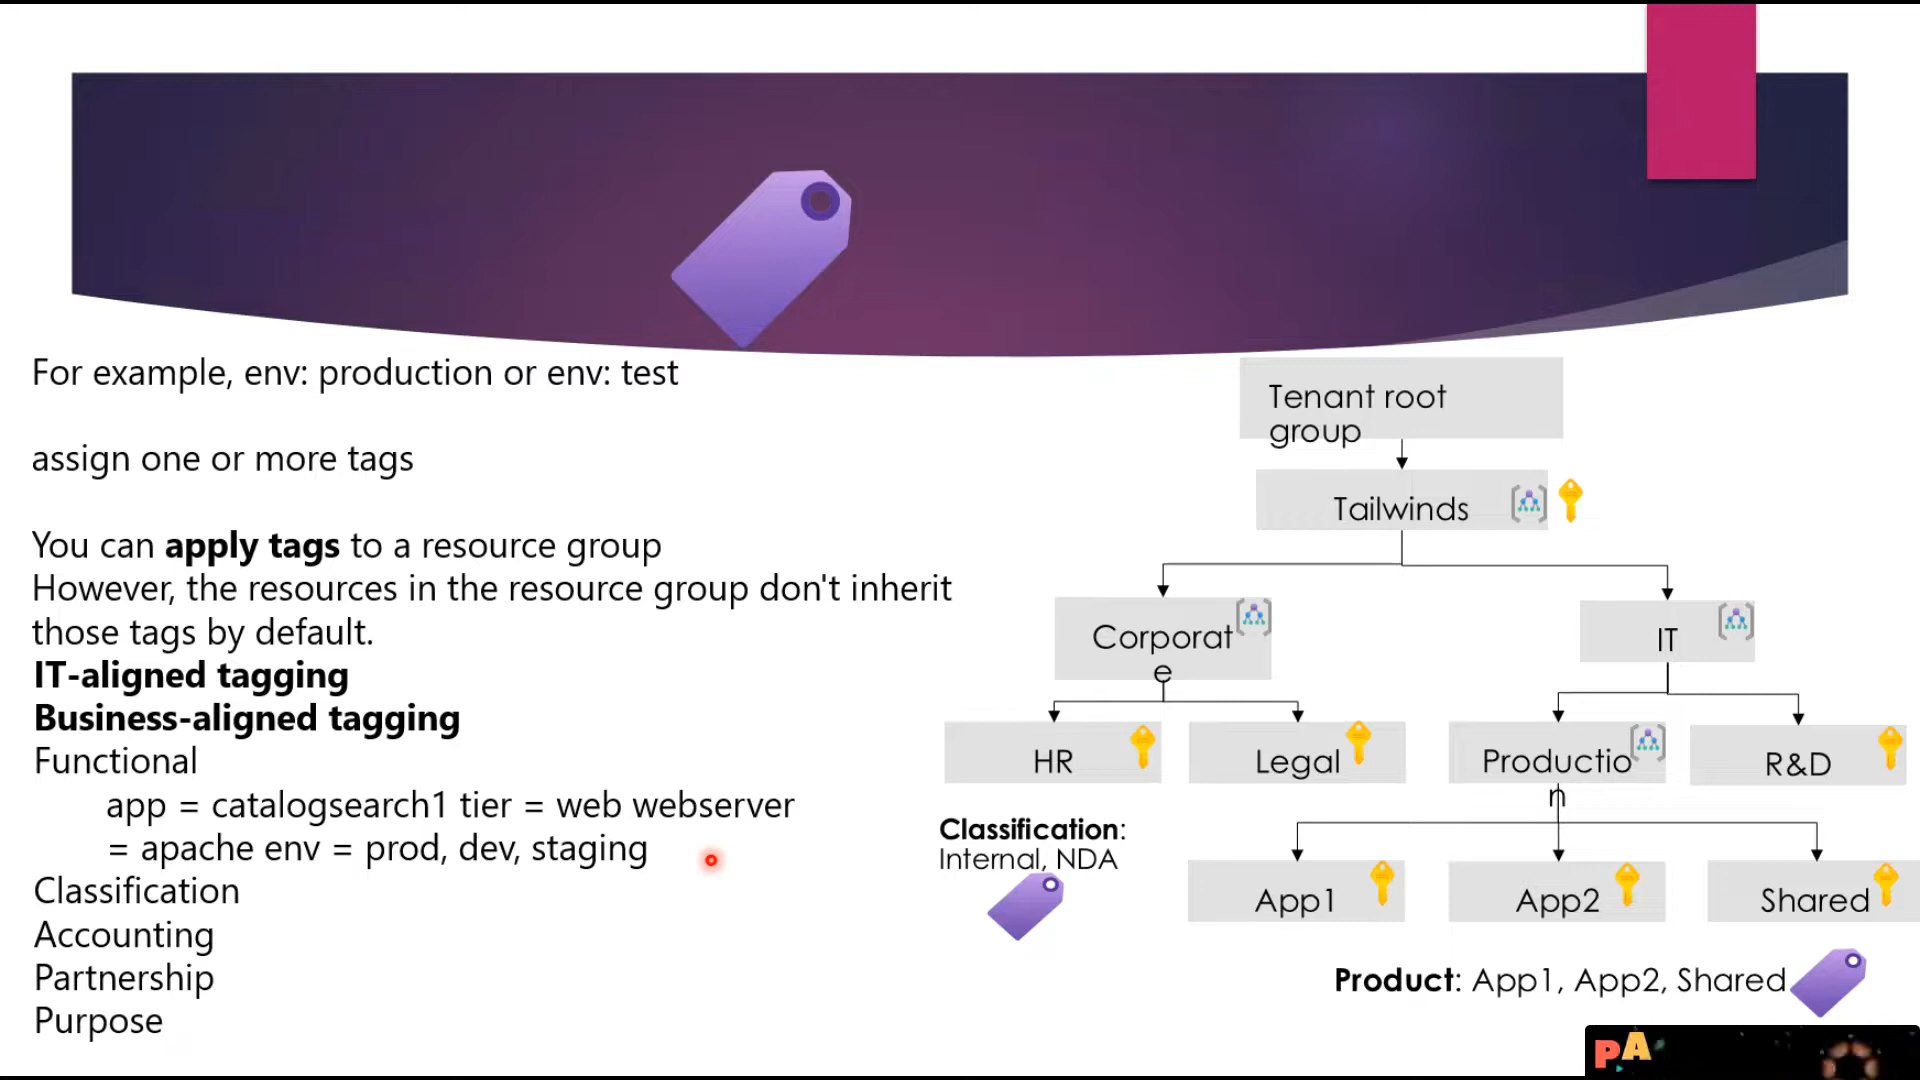 For example, env: production or env: test
assign one or more tags
You can apply tags to a resource group
However, the resources in the resource group don't inherit
those tags by default.
IT-aligned tagging
Business-aligned tagging
Functional
app = catalogsearch1 tier = web webserver
= apache env = prod, dev, staging
Classification
Accounting
Partnership
Purpose
Tenant root
group
Tailwinds
Corporat
e
IT
HR
Legal
Productio
n
R&D
Classification:
Internal, NDA
App1
App2
Shared
Product: App1, App2, Shared
PA